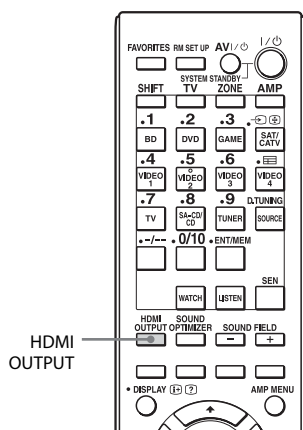 FAVORITES RM SET UP AV I/⏻ I/⏻
SYSTEM STANDBY
SHIFT TV ZONE AMP
.1 .2 .3 .
BD DVD GAME SAT/CATV
.4 .5 .6 .
VIDEO 1 VIDEO 2 VIDEO 3 VIDEO 4
.7 .8 .9 D.TUNING
TV SA-CD/CD TUNER SOURCE
.-/-- .0/10 .ENT/MEM
SEN
WATCH LISTEN
HDMI OUTPUT SOUND OPTIMIZER SOUND FIELD
− +
HDMI
OUTPUT
• DISPLAY ? AMP MENU